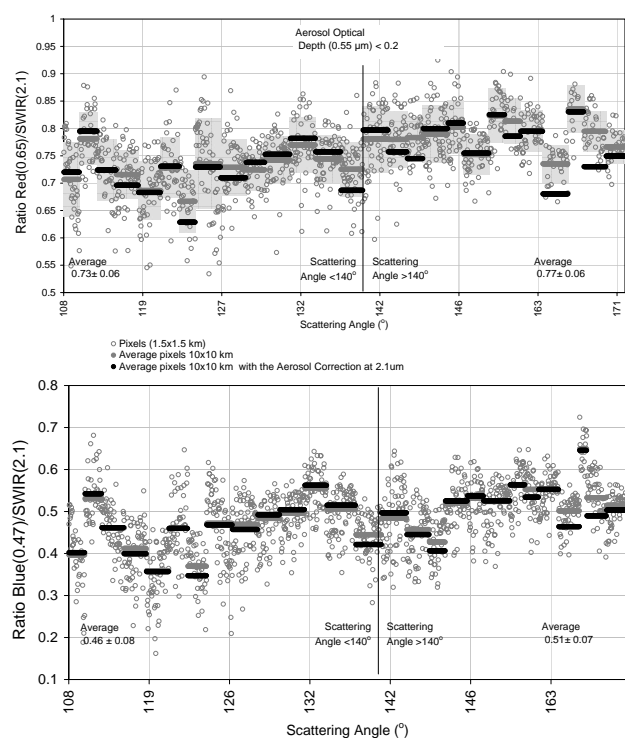 Aerosol Optical
Depth (0.55 µm) < 0.2
Ratio Red(0.65)/SWIR(2.1)
1
0.95
0.9
0.85
0.8
0.75
0.7
0.65
0.6
0.55
0.5
Average
0.73± 0.06
Scattering
Angle <140°
Scattering
Angle >140°
Average
0.77± 0.06
108
119
127
132
142
146
163
171
Scattering Angle (°)
Pixels (1.5x1.5 km)
Average pixels 10x10 km
Average pixels 10x10 km with the Aerosol Correction at 2.1um
Ratio Blue(0.47)/SWIR(2.1)
0.8
0.7
0.6
0.5
0.4
0.3
0.2
0.1
Average
0.46 ± 0.08
Scattering
Angle <140°
Scattering
Angle >140°
Average
0.51± 0.07
108
119
126
132
142
146
163
Scattering Angle (°)